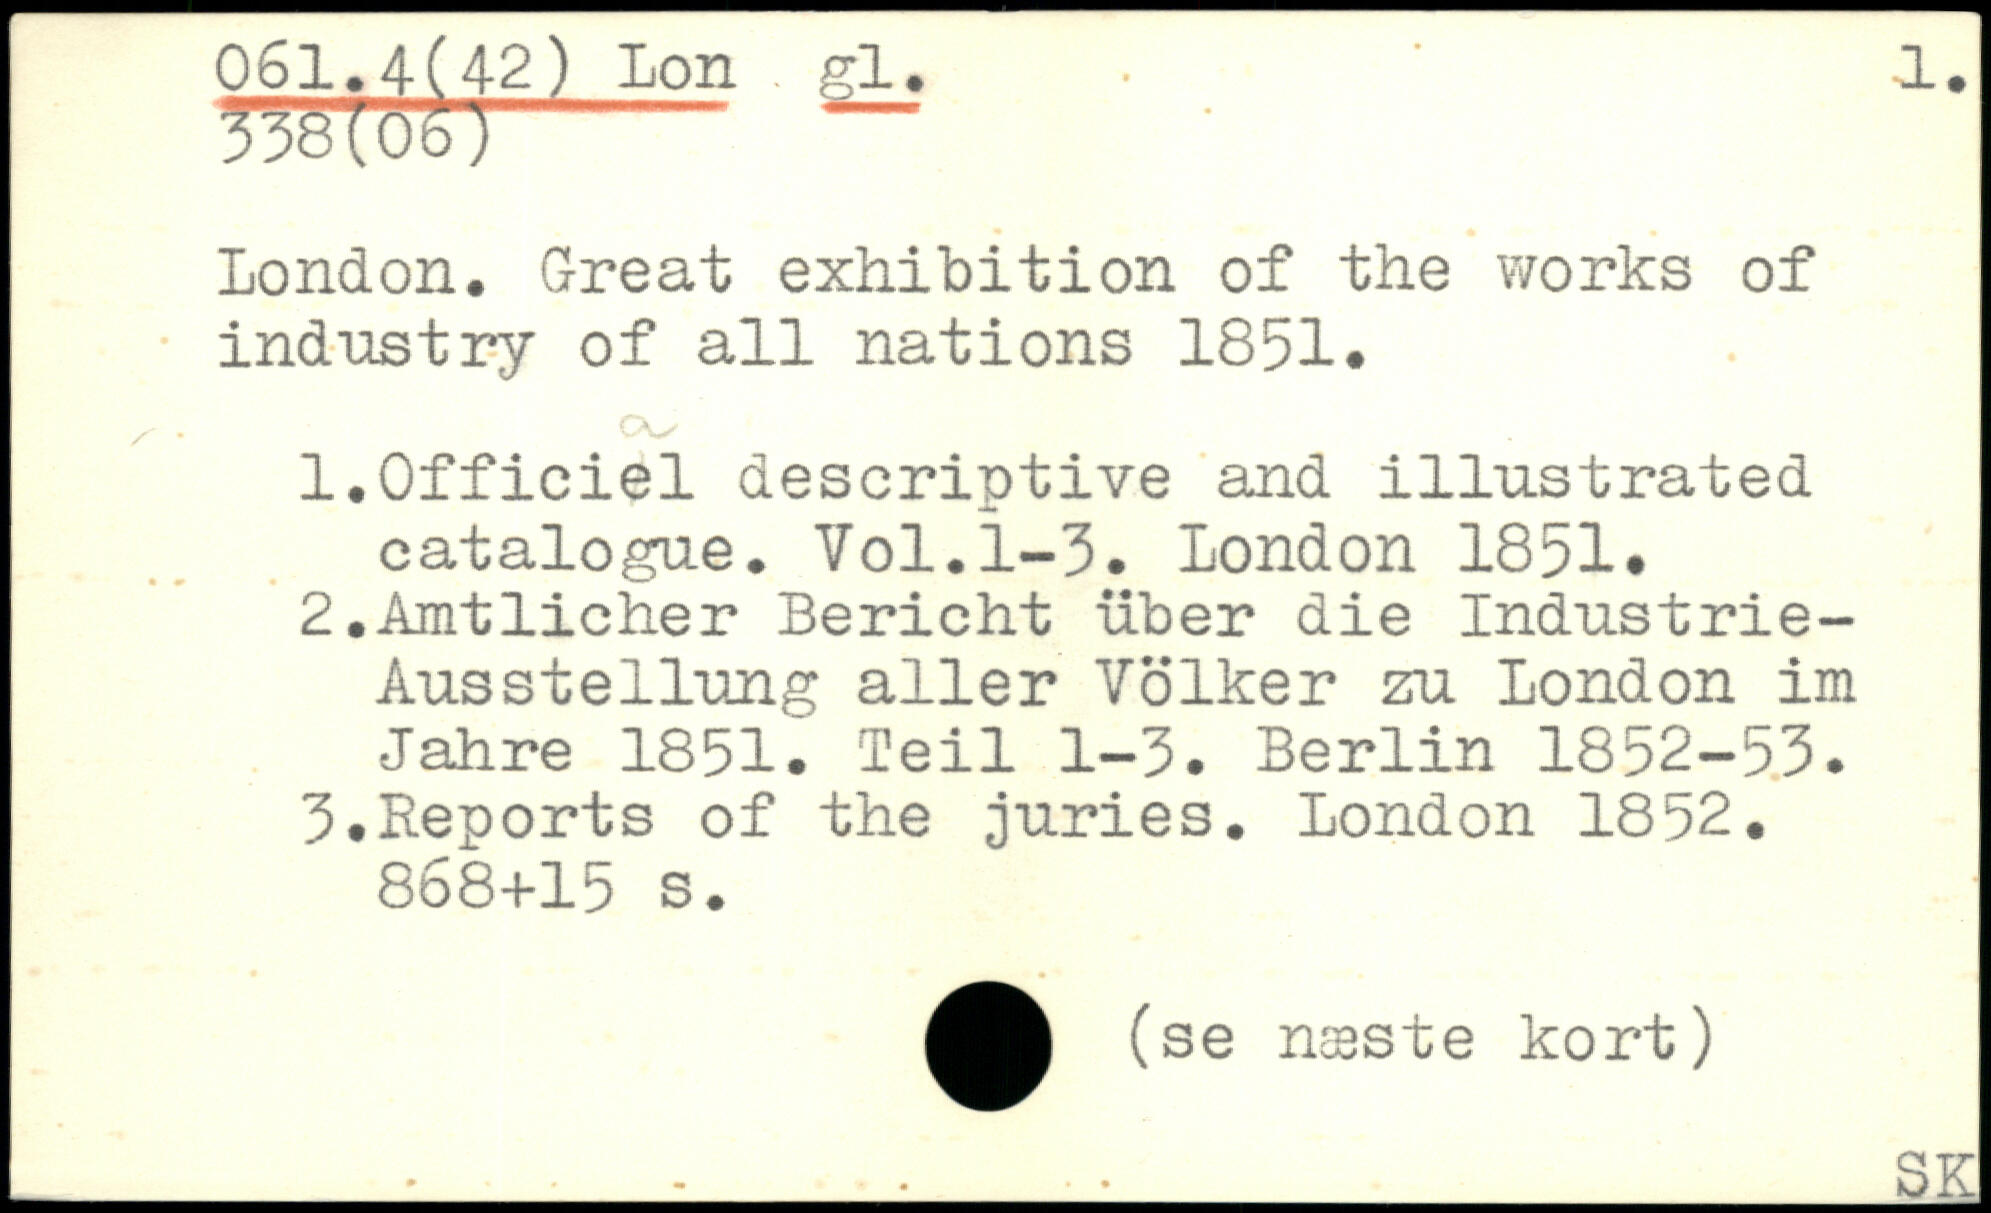 061.4(42) Lon gl. 1.
338(06)
London. Great exhibition of the works of
industry of all nations 1851.
a
1.Officiel descriptive and illustrated
catalogue. Vol.1-3. London 1851.
2.Amtlicher Bericht über die Industrie-
Ausstellung aller Völker zu London im
Jahre 1851. Teil 1-3. Berlin 1852-53.
3.Reports of the juries. London 1852.
868+15 s.
(se næste kort)
SK